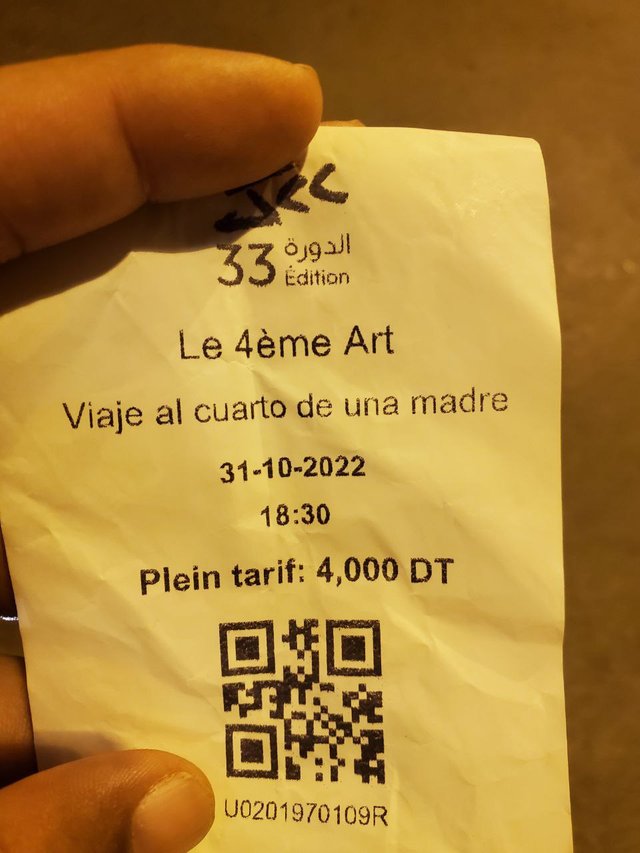 JCC
33 الدورة
Édition
Le 4ème Art
Viaje al cuarto de una madre
31-10-2022
18:30
Plein tarif: 4,000 DT
U0201970109R